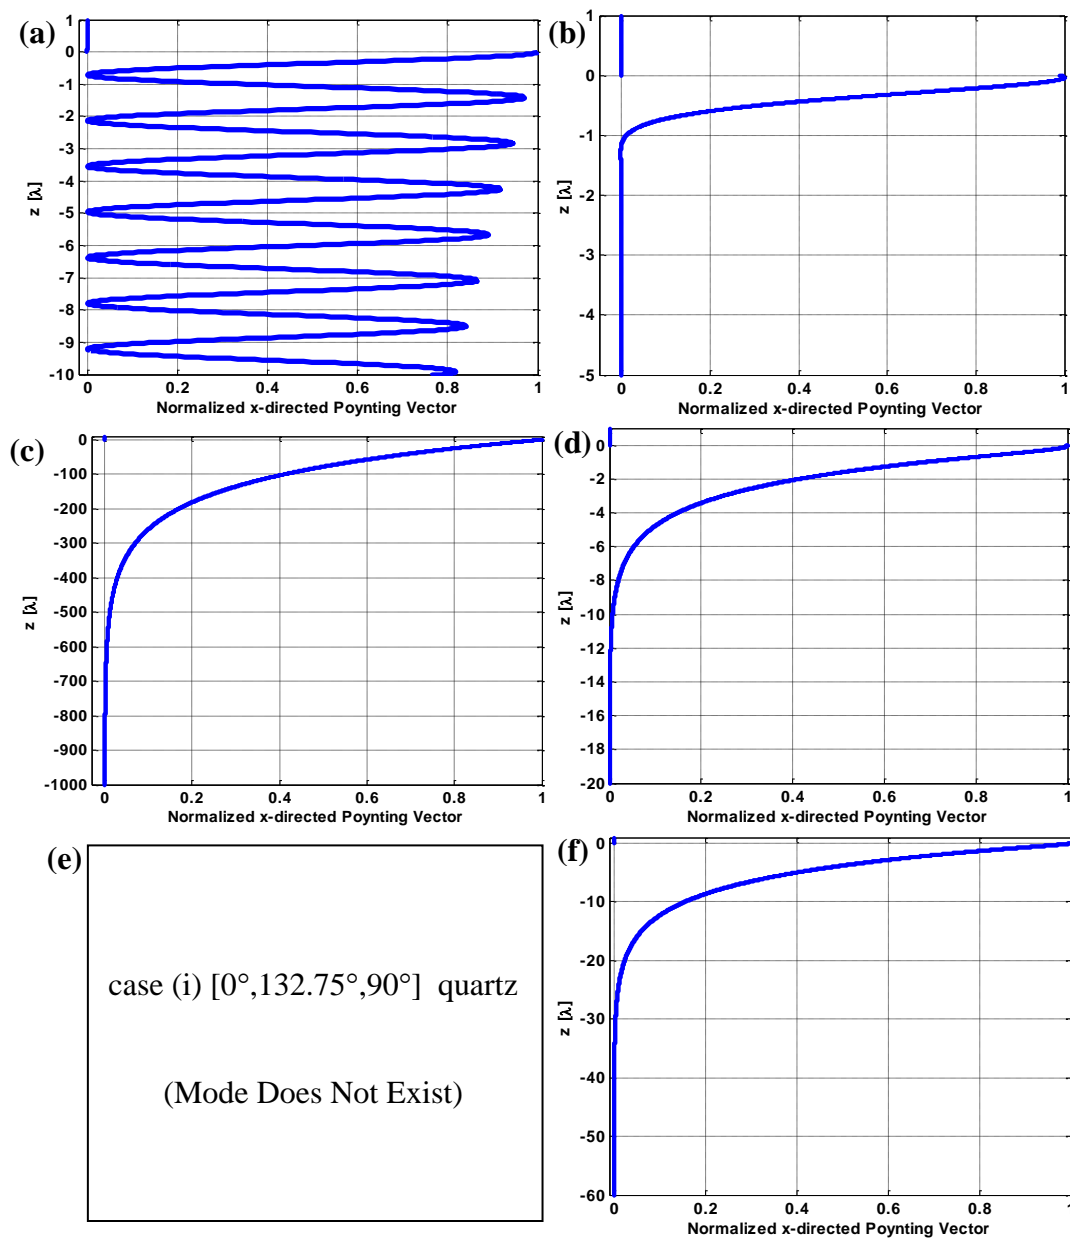 (a)
1
0
-1
-2
-3
-4
-5
-6
-7
-8
-9
-10
z [λ]
0 0.2 0.4 0.6 0.8 1
Normalized x-directed Poynting Vector
(b)
1
0
-1
-2
-3
-4
-5
z [λ]
0 0.2 0.4 0.6 0.8 1
Normalized x-directed Poynting Vector
(c)
0
-100
-200
-300
-400
-500
-600
-700
-800
-900
-1000
z [λ]
0 0.2 0.4 0.6 0.8 1
Normalized x-directed Poynting Vector
(d)
0
-2
-4
-6
-8
-10
-12
-14
-16
-18
-20
z [λ]
0 0.2 0.4 0.6 0.8 1
Normalized x-directed Poynting Vector
(e)
case (i) [0°,132.75°,90°] quartz
(Mode Does Not Exist)
(f)
0
-10
-20
-30
-40
-50
-60
z [λ]
0 0.2 0.4 0.6 0.8 1
Normalized x-directed Poynting Vector